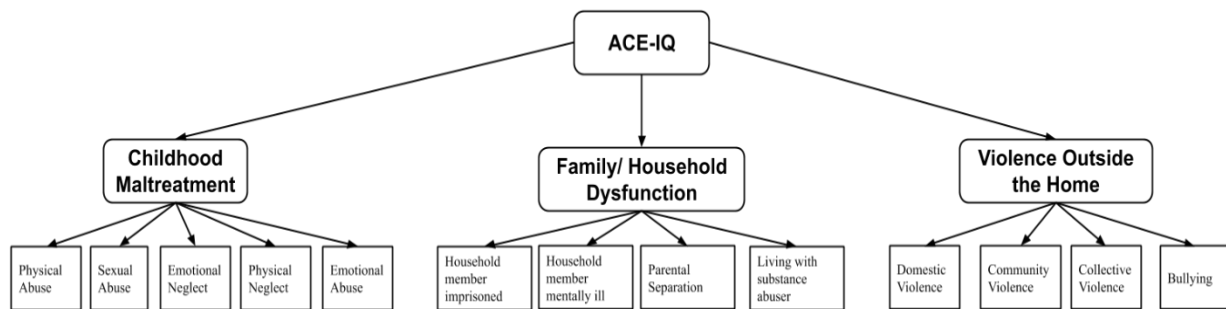 ACE-IQ
Childhood
Maltreatment
Family/ Household
Dysfunction
Violence Outside
the Home
Physical
Abuse
Sexual
Abuse
Emotional
Neglect
Physical
Neglect
Emotional
Abuse
Household
member
imprisoned
Household
member
mentally ill
Parental
Separation
Living with
substance
abuser
Domestic
Violence
Community
Violence
Collective
Violence
Bullying